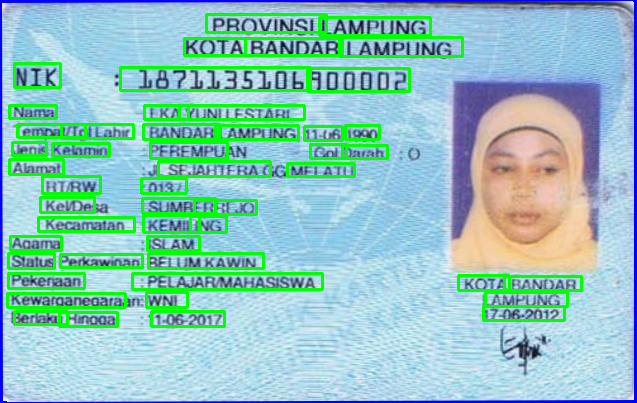 PROVINSI LAMPUNG
KOTA BANDAR LAMPUNG
NIK : 1871135106900002
Nama : EKA YUNI LESTARI
Tempat/Tgl Lahir : BANDAR LAMPUNG 11-06-1990
Jenis Kelamin : PEREMPUAN Gol Darah : O
Alamat : JL SEJAHTERA GG MELATI
RT/RW
Kel/Desa : SUMBERREJO
Kecamatan : KEMILING
Agama : ISLAM
Status Perkawinan : BELUM KAWIN
Pekerjaan : PELAJAR/MAHASISWA
Kewarganegaraan: WNI
Berlaku Hingga : 11-06-2017
KOTA BANDAR
LAMPUNG
17-06-2012